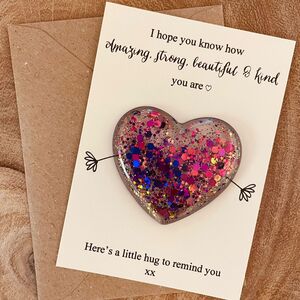 I hope you know how
Amazing, strong, beautiful & kind
you are ♡
Here's a little hug to remind you
xx